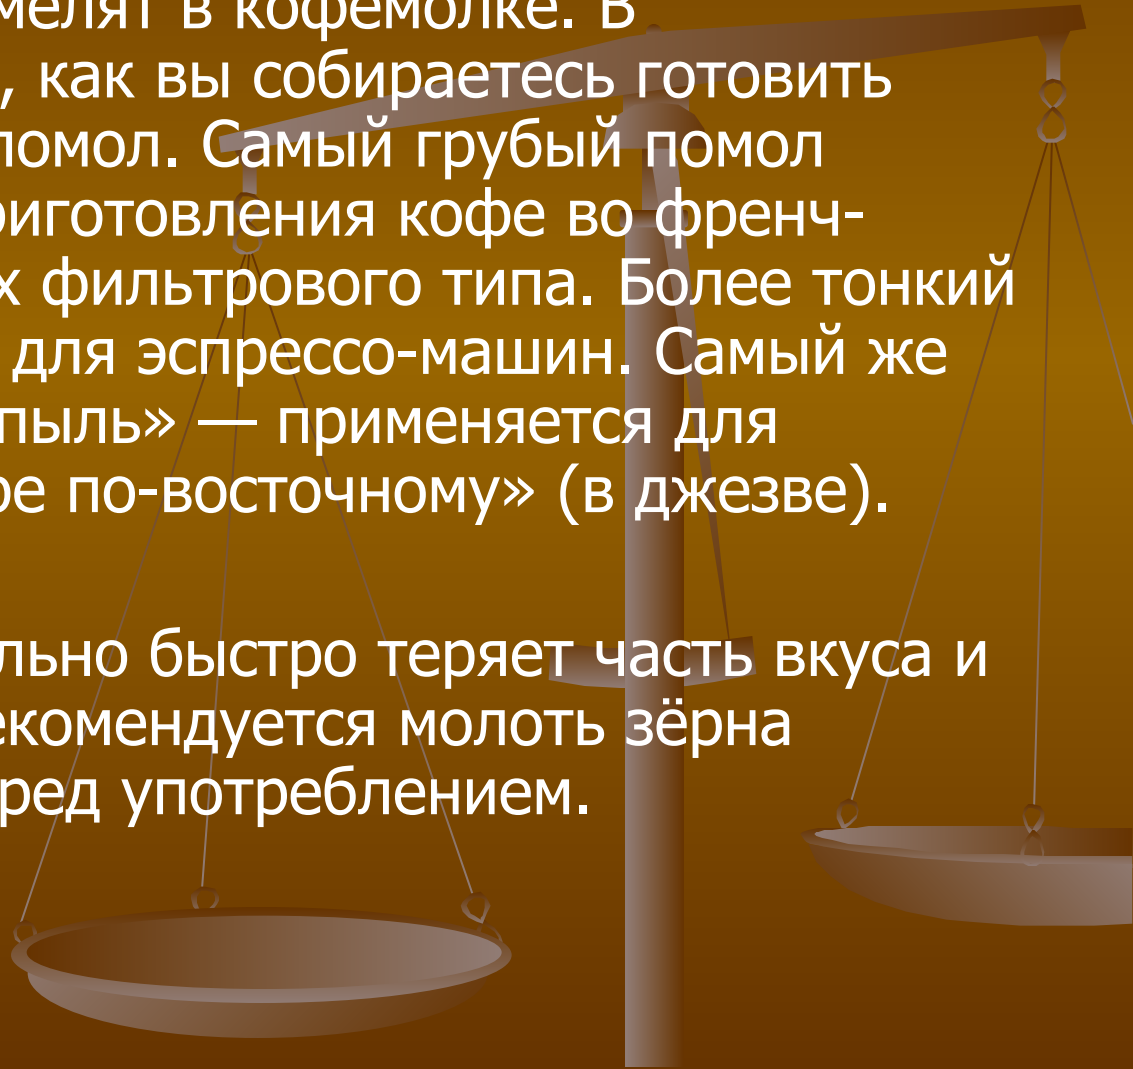 мелят в кофемолке. В
, как вы собираетесь готовить
помол. Самый грубый помол
риготовления кофе во френч-
х фильтрового типа. Более тонкий
для эспрессо-машин. Самый же
пыль» — применяется для
ре по-восточному» (в джезве).
льно быстро теряет часть вкуса и
екомендуется молоть зёрна
ред употреблением.